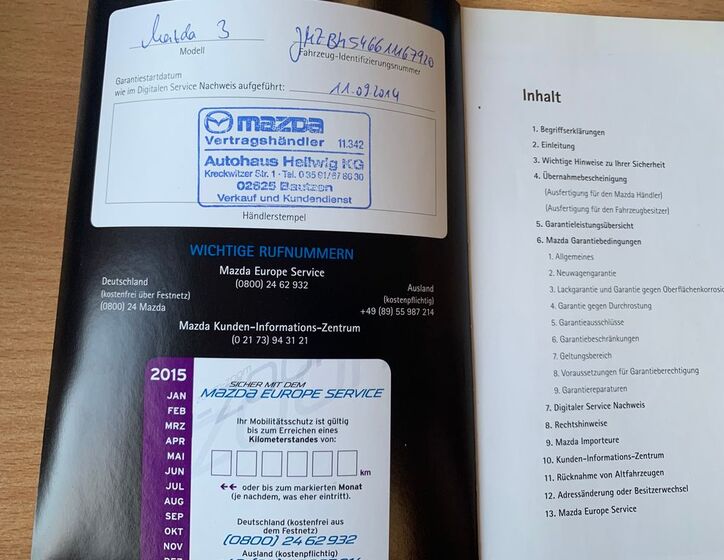 Mazda 3
Modell
JMZBM546611167920
Fahrzeug-Identifizierungsnummer
Garantiestartdatum
wie im Digitalen Service Nachweis aufgeführt:
11.09.2014
mazda
Vertragshändler 11.342
Autohaus Hellwig KG
Kreckwitzer Str. 1 · Tel. 0 35 91/67 86 30
02625 Bautzen
Verkauf und Kundendienst
Händlerstempel
WICHTIGE RUFNUMMERN
Mazda Europe Service
(0800) 24 62 932
Deutschland
(kostenfrei über Festnetz)
(0800) 24 Mazda
Ausland
(kostenpflichtig)
+49 (89) 55 987 214
Mazda Kunden-Informations-Zentrum
(0 21 73) 94 31 21
2015
JAN
FEB
MRZ
APR
MAI
JUN
JUL
AUG
SEP
OKT
NOV
SICHER MIT DEM
MAZDA EUROPE SERVICE
Ihr Mobilitätsschutz ist gültig
bis zum Erreichen eines
Kilometerstandes von:
km
oder bis zum markierten Monat
(je nachdem, was eher eintritt).
Deutschland (kostenfrei aus
dem Festnetz)
(0800) 24 62 932
Ausland (kostenpflichtig)
Inhalt
1. Begriffserklärungen
2. Einleitung
3. Wichtige Hinweise zu Ihrer Sicherheit
4. Übernahmebescheinigung
(Ausfertigung für den Mazda Händler)
(Ausfertigung für den Fahrzeugbesitzer)
5. Garantieleistungsübersicht
6. Mazda Garantiebedingungen
1. Allgemeines
2. Neuwagengarantie
3. Lackgarantie und Garantie gegen Oberflächenkorrosio
4. Garantie gegen Durchrostung
5. Garantieausschlüsse
6. Garantiebeschränkungen
7. Geltungsbereich
8. Voraussetzungen für Garantieberechtigung
9. Garantiereparaturen
7. Digitaler Service Nachweis
8. Rechtshinweise
9. Mazda Importeure
10. Kunden-Informations-Zentrum
11. Rücknahme von Altfahrzeugen
12. Adressänderung oder Besitzerwechsel
13. Mazda Europe Service